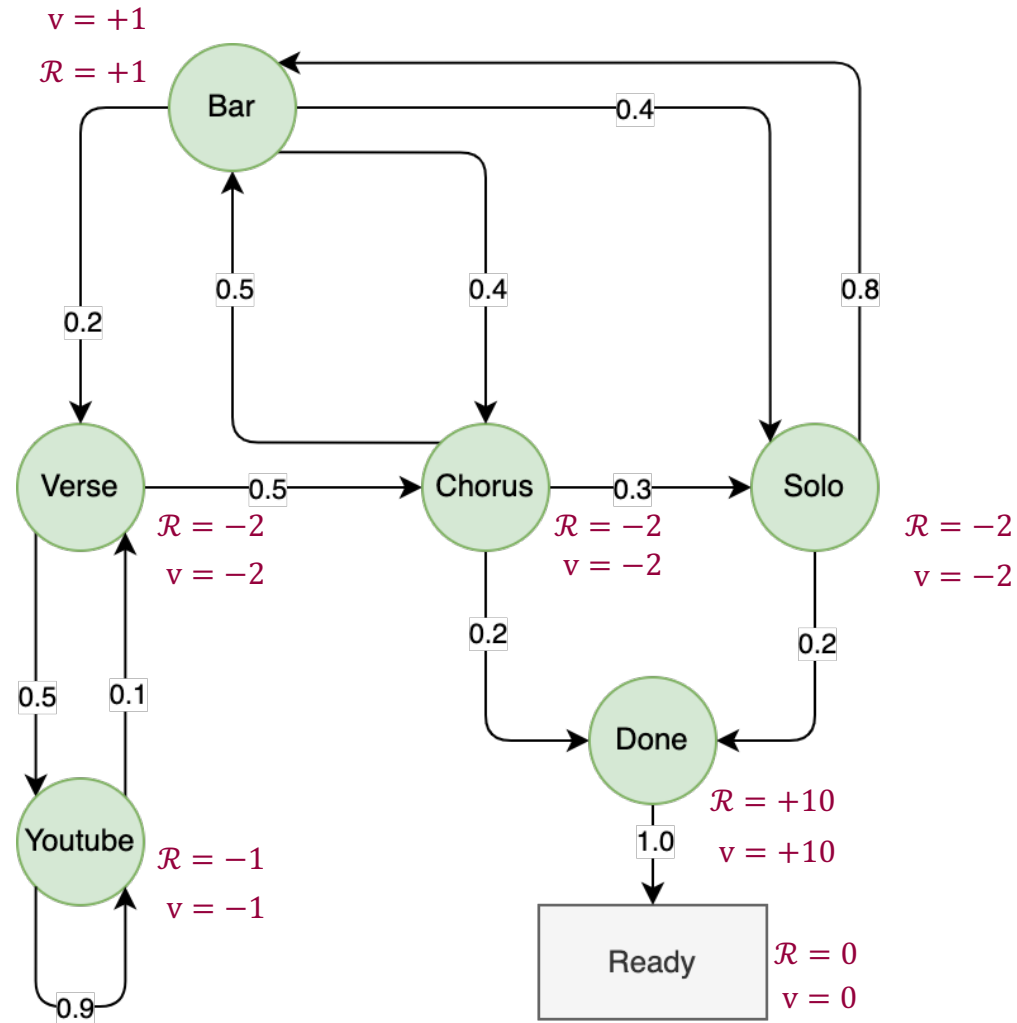 v = +1
ℛ = +1
Bar
0.4
0.5
0.4
0.8
0.2
Verse
0.5
Chorus
0.3
Solo
ℛ = −2
v = −2
ℛ = −2
v = −2
ℛ = −2
v = −2
0.2
0.2
0.5
0.1
Done
ℛ = +10
v = +10
1.0
Youtube
ℛ = −1
v = −1
0.9
Ready
ℛ = 0
v = 0